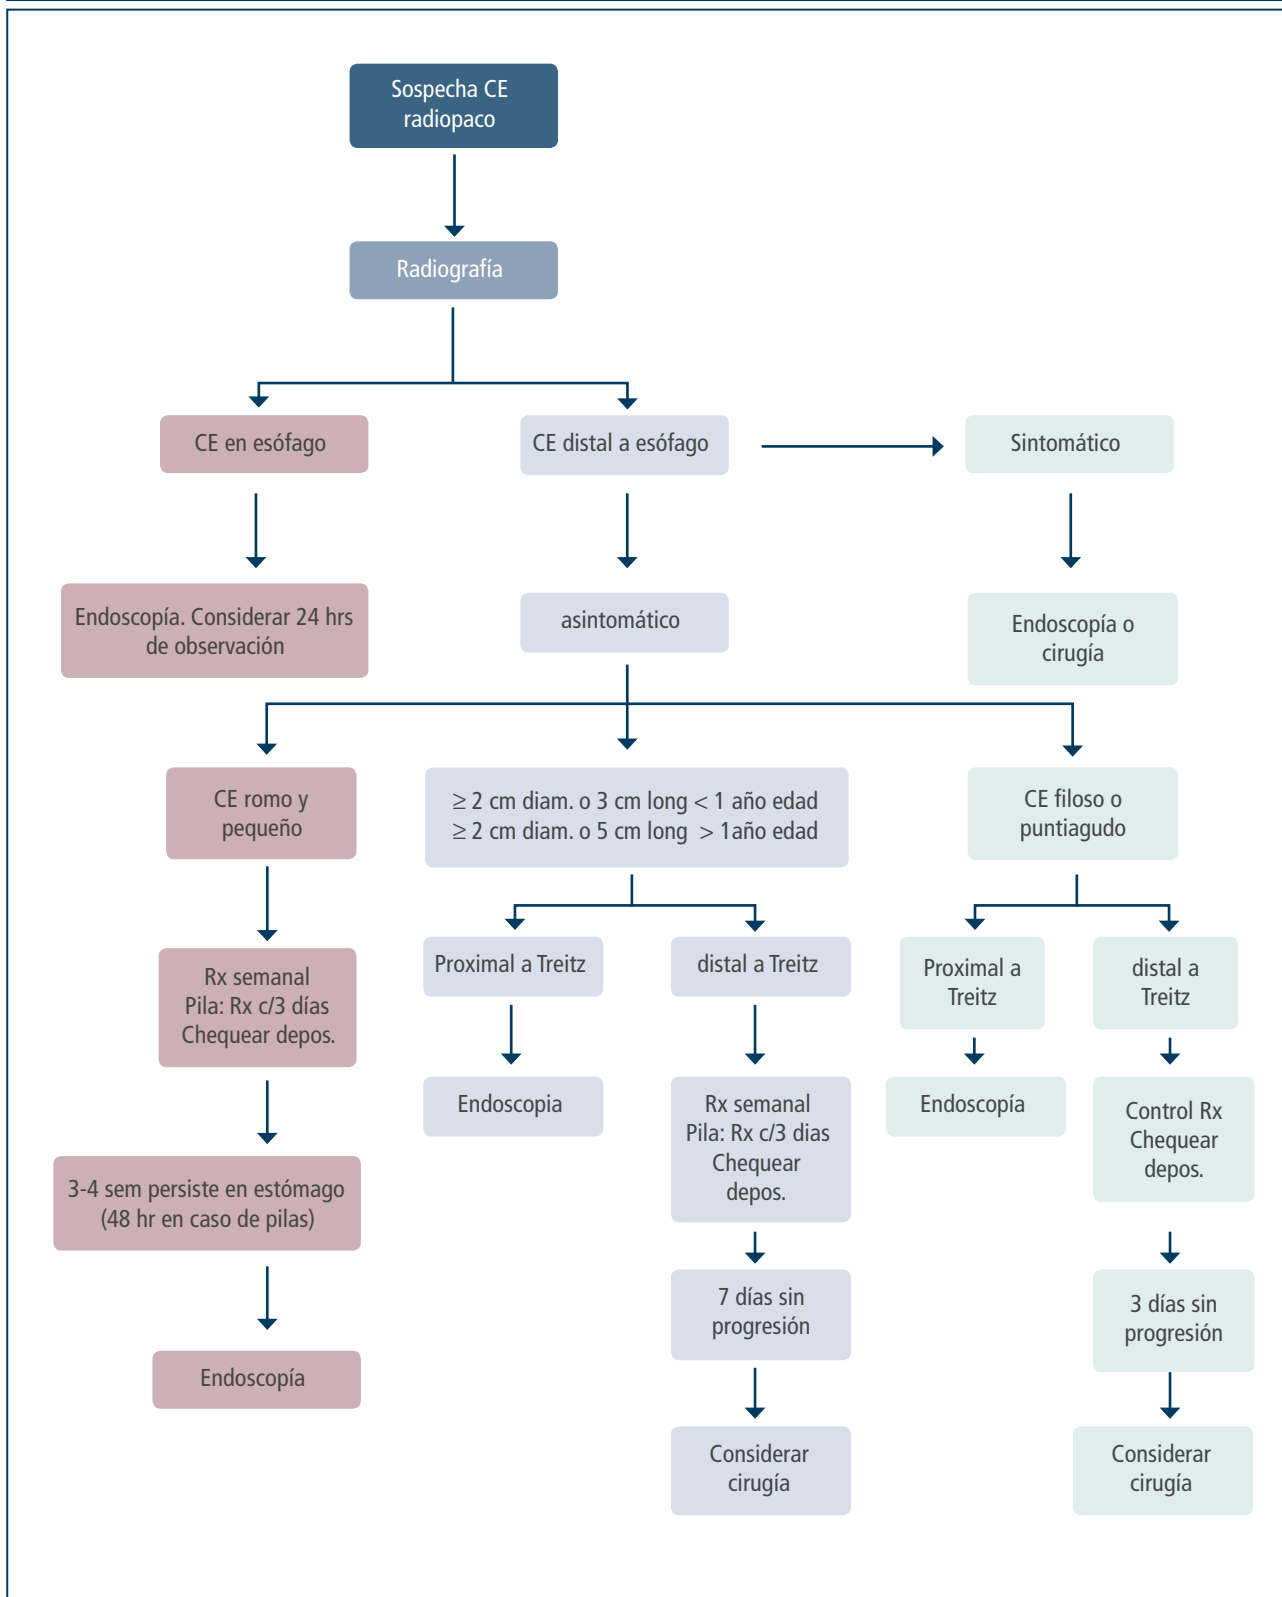 Sospecha CE
radiopaco
Radiografía
CE en esófago
CE distal a esófago
Sintomático
Endoscopía. Considerar 24 hrs
de observación
asintomático
Endoscopía o
cirugía
CE romo y
pequeño
≥ 2 cm diam. o 3 cm long < 1 año edad
≥ 2 cm diam. o 5 cm long > 1año edad
CE filoso o
puntiagudo
Rx semanal
Pila: Rx c/3 días
Chequear depos.
Proximal a Treitz
distal a Treitz
Proximal a
Treitz
distal a
Treitz
Endoscopia
Rx semanal
Pila: Rx c/3 dias
Chequear
depos.
Endoscopía
Control Rx
Chequear
depos.
3-4 sem persiste en estómago
(48 hr en caso de pilas)
7 días sin
progresión
3 días sin
progresión
Endoscopía
Considerar
cirugía
Considerar
cirugía